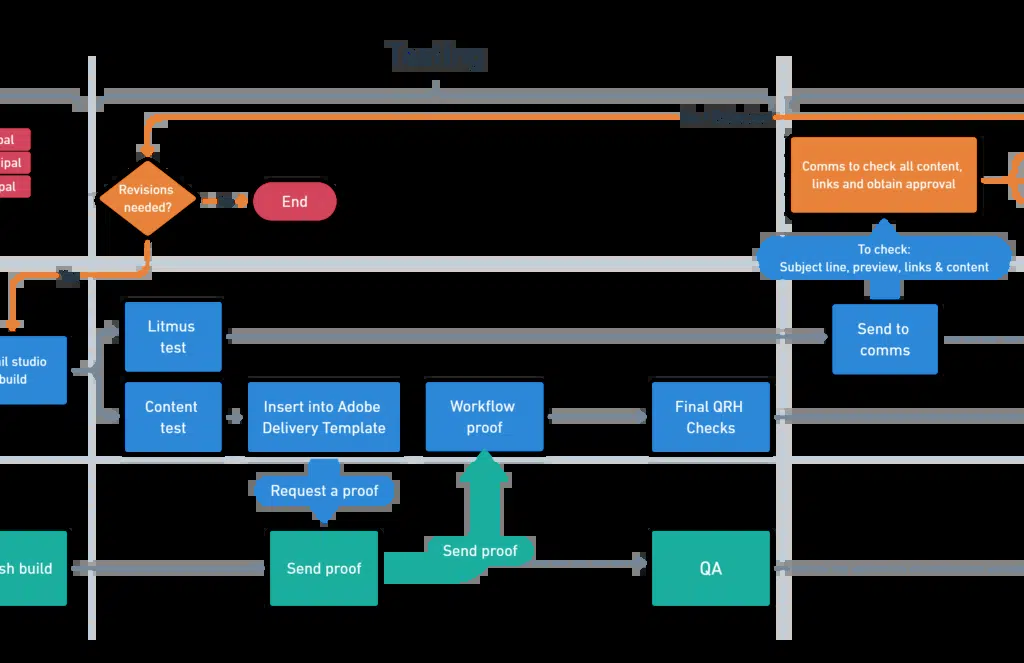 Testing
pal
ipal
pal
Revisions
needed?
End
Comms to check all content,
links and obtain approval
To check:
Subject line, preview, links & content
il studio
build
Litmus
test
Send to
comms
Content
test
Insert into Adobe
Delivery Template
Workflow
proof
Final QRH
Checks
Request a proof
sh build
Send proof
Send proof
QA